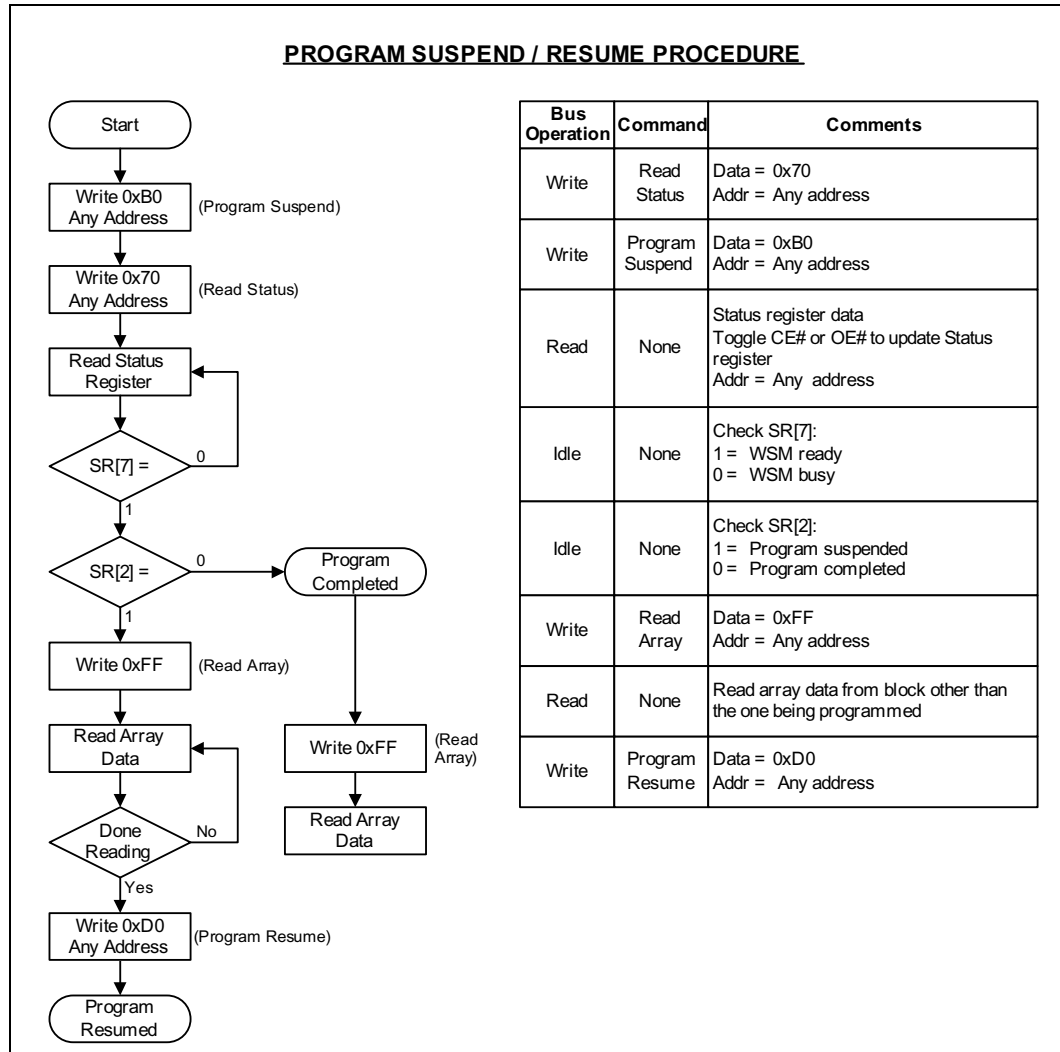 PROGRAM SUSPEND / RESUME PROCEDURE
Start
Write 0xB0
Any Address
(Program Suspend)
Write 0x70
Any Address
(Read Status)
Read Status
Register
SR[7] =
0
1
SR[2] =
0
1
Program
Completed
Write 0xFF
(Read Array)
Read Array
Data
Write 0xFF
(Read
Array)
Read Array
Data
Done
Reading
No
Yes
Write 0xD0
Any Address
(Program Resume)
Program
Resumed
Bus
Operation
Command
Comments
Write
Read
Status
Data = 0x70
Addr = Any address
Write
Program
Suspend
Data = 0xB0
Addr = Any address
Read
None
Status register data
Toggle CE# or OE# to update Status
register
Addr = Any address
Idle
None
Check SR[7]:
1 = WSM ready
0 = WSM busy
Idle
None
Check SR[2]:
1 = Program suspended
0 = Program completed
Write
Read
Array
Data = 0xFF
Addr = Any address
Read
None
Read array data from block other than
the one being programmed
Write
Program
Resume
Data = 0xD0
Addr = Any address